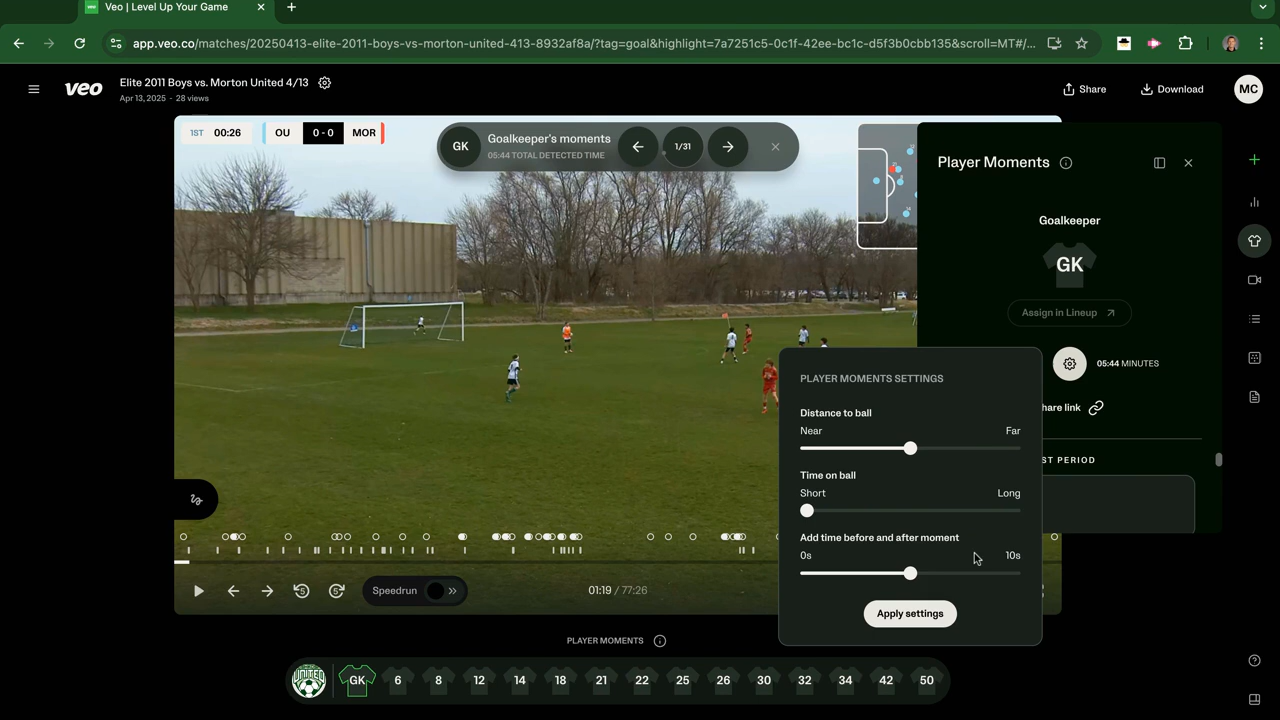 Veo | Level Up Your Game
app.veo.co/matches/20250413-elite-2011-boys-vs-morton-united-413-8932af8a/?tag=goal&highlight=7a7251c5-0c1f-42ee-bc1c-d5f3b0cbb135&scroll=MT#/...
veo
Elite 2011 Boys vs. Morton United 4/13
Apr 13, 2025 - 28 views
Share
Download
MC
1ST 00:26 OU 0 - 0 MOR
GK
Goalkeeper's moments
05:44 TOTAL DETECTED TIME
1/31
Player Moments
Goalkeeper
GK
Assign in Lineup
05:44 MINUTES
hare link
ST PERIOD
PLAYER MOMENTS SETTINGS
Distance to ball
Near Far
Time on ball
Short Long
Add time before and after moment
0s 10s
Apply settings
5 5
Speedrun
01:19 / 77:26
PLAYER MOMENTS
UNITED
GK 6 8 12 14 18 21 22 25 26 30 32 34 42 50